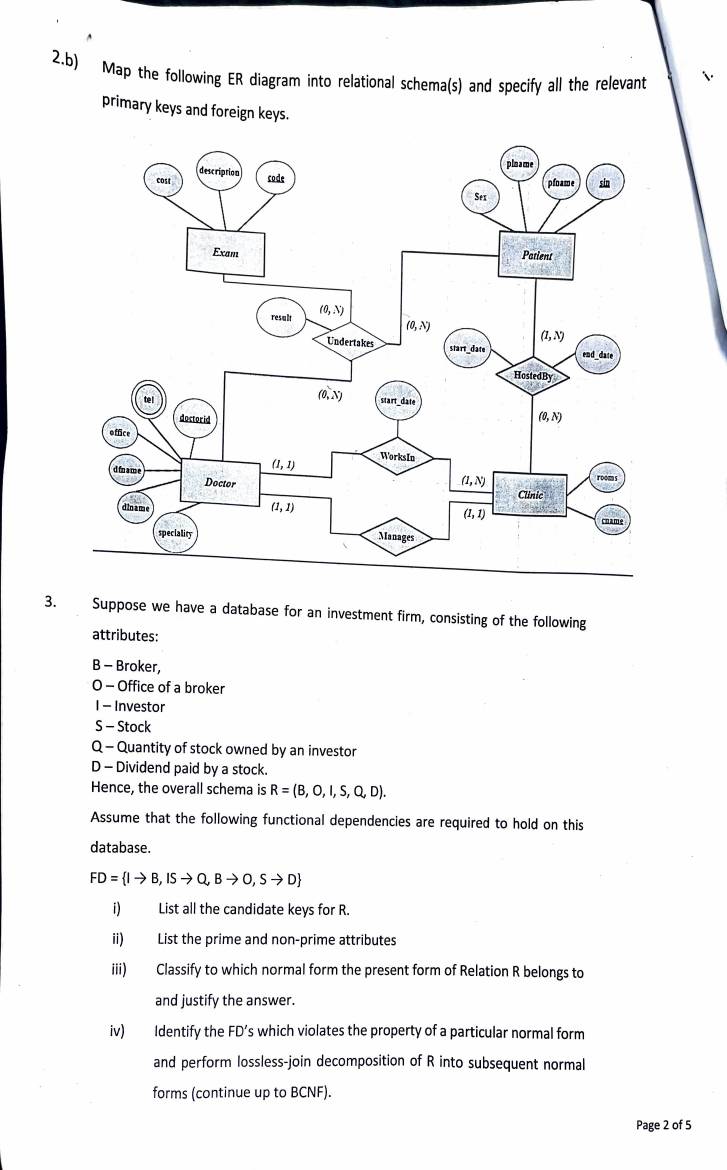 2.b)
Map the following ER diagram into relational schema(s) and specify all the relevant
primary keys and foreign keys.
cost
description
code
Exam
Sex
plname
pfname
sin
Patient
result
(0, N)
Undertakes
(0, N)
(0, N)
(1, N)
start_date
end_date
HostedBy
(0, N)
tel
office
doctorid
dfname
dlname
speciality
Doctor
start_date
WorksIn
(1, 1)
(1, N)
(1, 1)
Manages
(1, 1)
Clinic
rooms
cname
3.
Suppose we have a database for an investment firm, consisting of the following
attributes:
B – Broker,
O – Office of a broker
I – Investor
S – Stock
Q – Quantity of stock owned by an investor
D – Dividend paid by a stock.
Hence, the overall schema is R = (B, O, I, S, Q, D).
Assume that the following functional dependencies are required to hold on this
database.
FD = {I → B, IS → Q, B → O, S → D}
i) List all the candidate keys for R.
ii) List the prime and non-prime attributes
iii) Classify to which normal form the present form of Relation R belongs to
and justify the answer.
iv) Identify the FD's which violates the property of a particular normal form
and perform lossless-join decomposition of R into subsequent normal
forms (continue up to BCNF).
Page 2 of 5